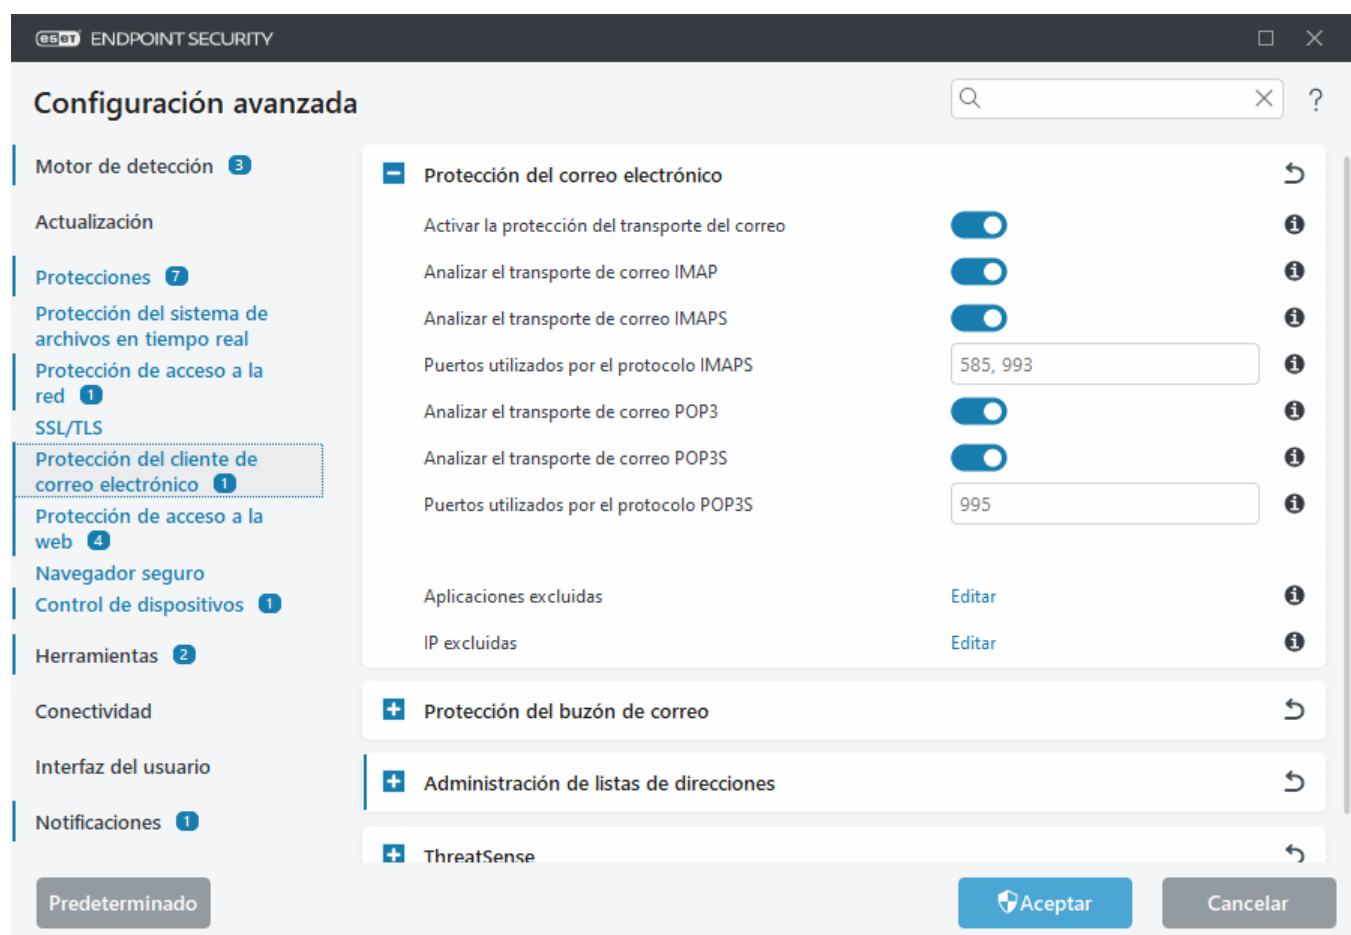 eset ENDPOINT SECURITY
Configuración avanzada
?
Motor de detección 3
Actualización
Protecciones 7
Protección del sistema de
archivos en tiempo real
Protección de acceso a la
red 1
SSL/TLS
Protección del cliente de
correo electrónico 1
Protección de acceso a la
web 4
Navegador seguro
Control de dispositivos 1
Herramientas 2
Conectividad
Interfaz del usuario
Notificaciones 1
Protección del correo electrónico
Activar la protección del transporte del correo
Analizar el transporte de correo IMAP
Analizar el transporte de correo IMAPS
Puertos utilizados por el protocolo IMAPS 585, 993
Analizar el transporte de correo POP3
Analizar el transporte de correo POP3S
Puertos utilizados por el protocolo POP3S 995
Aplicaciones excluidas Editar
IP excluidas Editar
Protección del buzón de correo
Administración de listas de direcciones
ThreatSense
Predeterminado
Aceptar
Cancelar